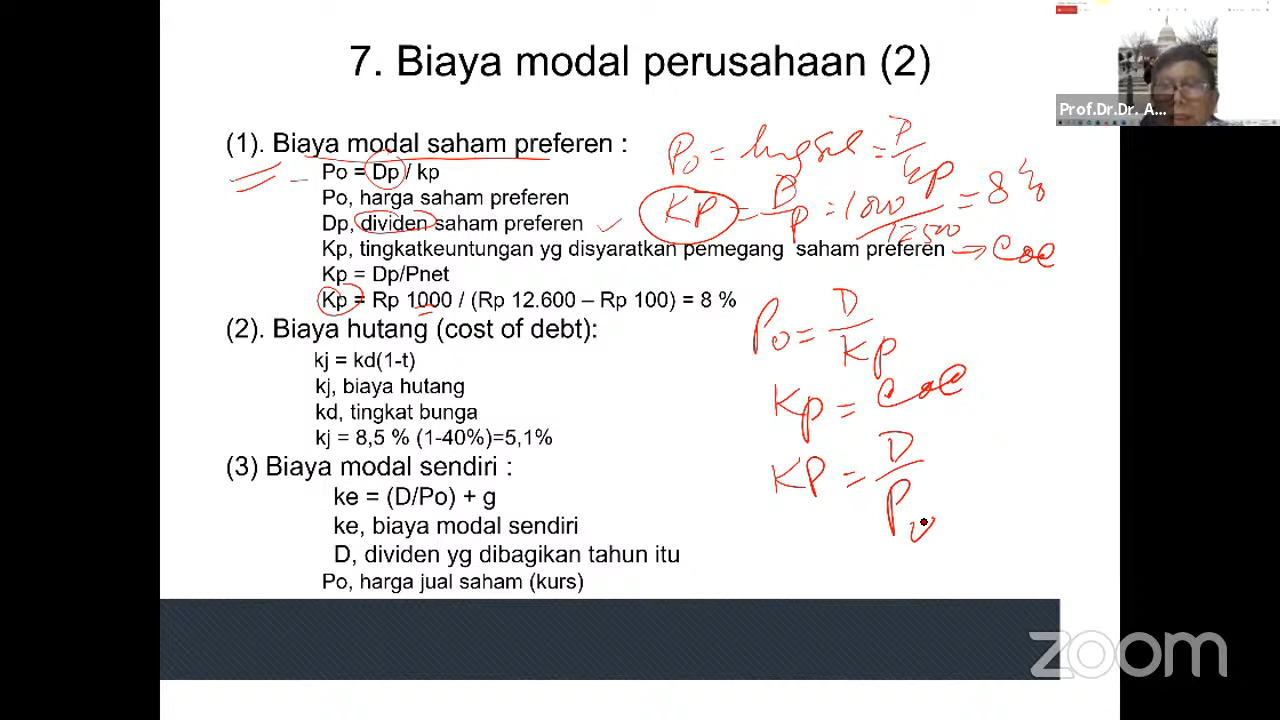 7. Biaya modal perusahaan (2)
Prof.Dr.Dr. A...
(1). Biaya modal saham preferen :
Po = Dp / kp
Po, harga saham preferen
Dp, dividen saham preferen
Kp, tingkatkeuntungan yg disyaratkan pemegang saham preferen
Kp = Dp/Pnet
Kp = Rp 1000 / (Rp 12.600 – Rp 100) = 8 %
(2). Biaya hutang (cost of debt):
kj = kd(1-t)
kj, biaya hutang
kd, tingkat bunga
kj = 8,5 % (1-40%)=5,1%
(3) Biaya modal sendiri :
ke = (D/Po) + g
ke, biaya modal sendiri
D, dividen yg dibagikan tahun itu
Po, harga jual saham (kurs)
KP = D/P = 1000/12500 = 8 %
Po = D/KP
Kp = coe
KP = D/Po
zoom